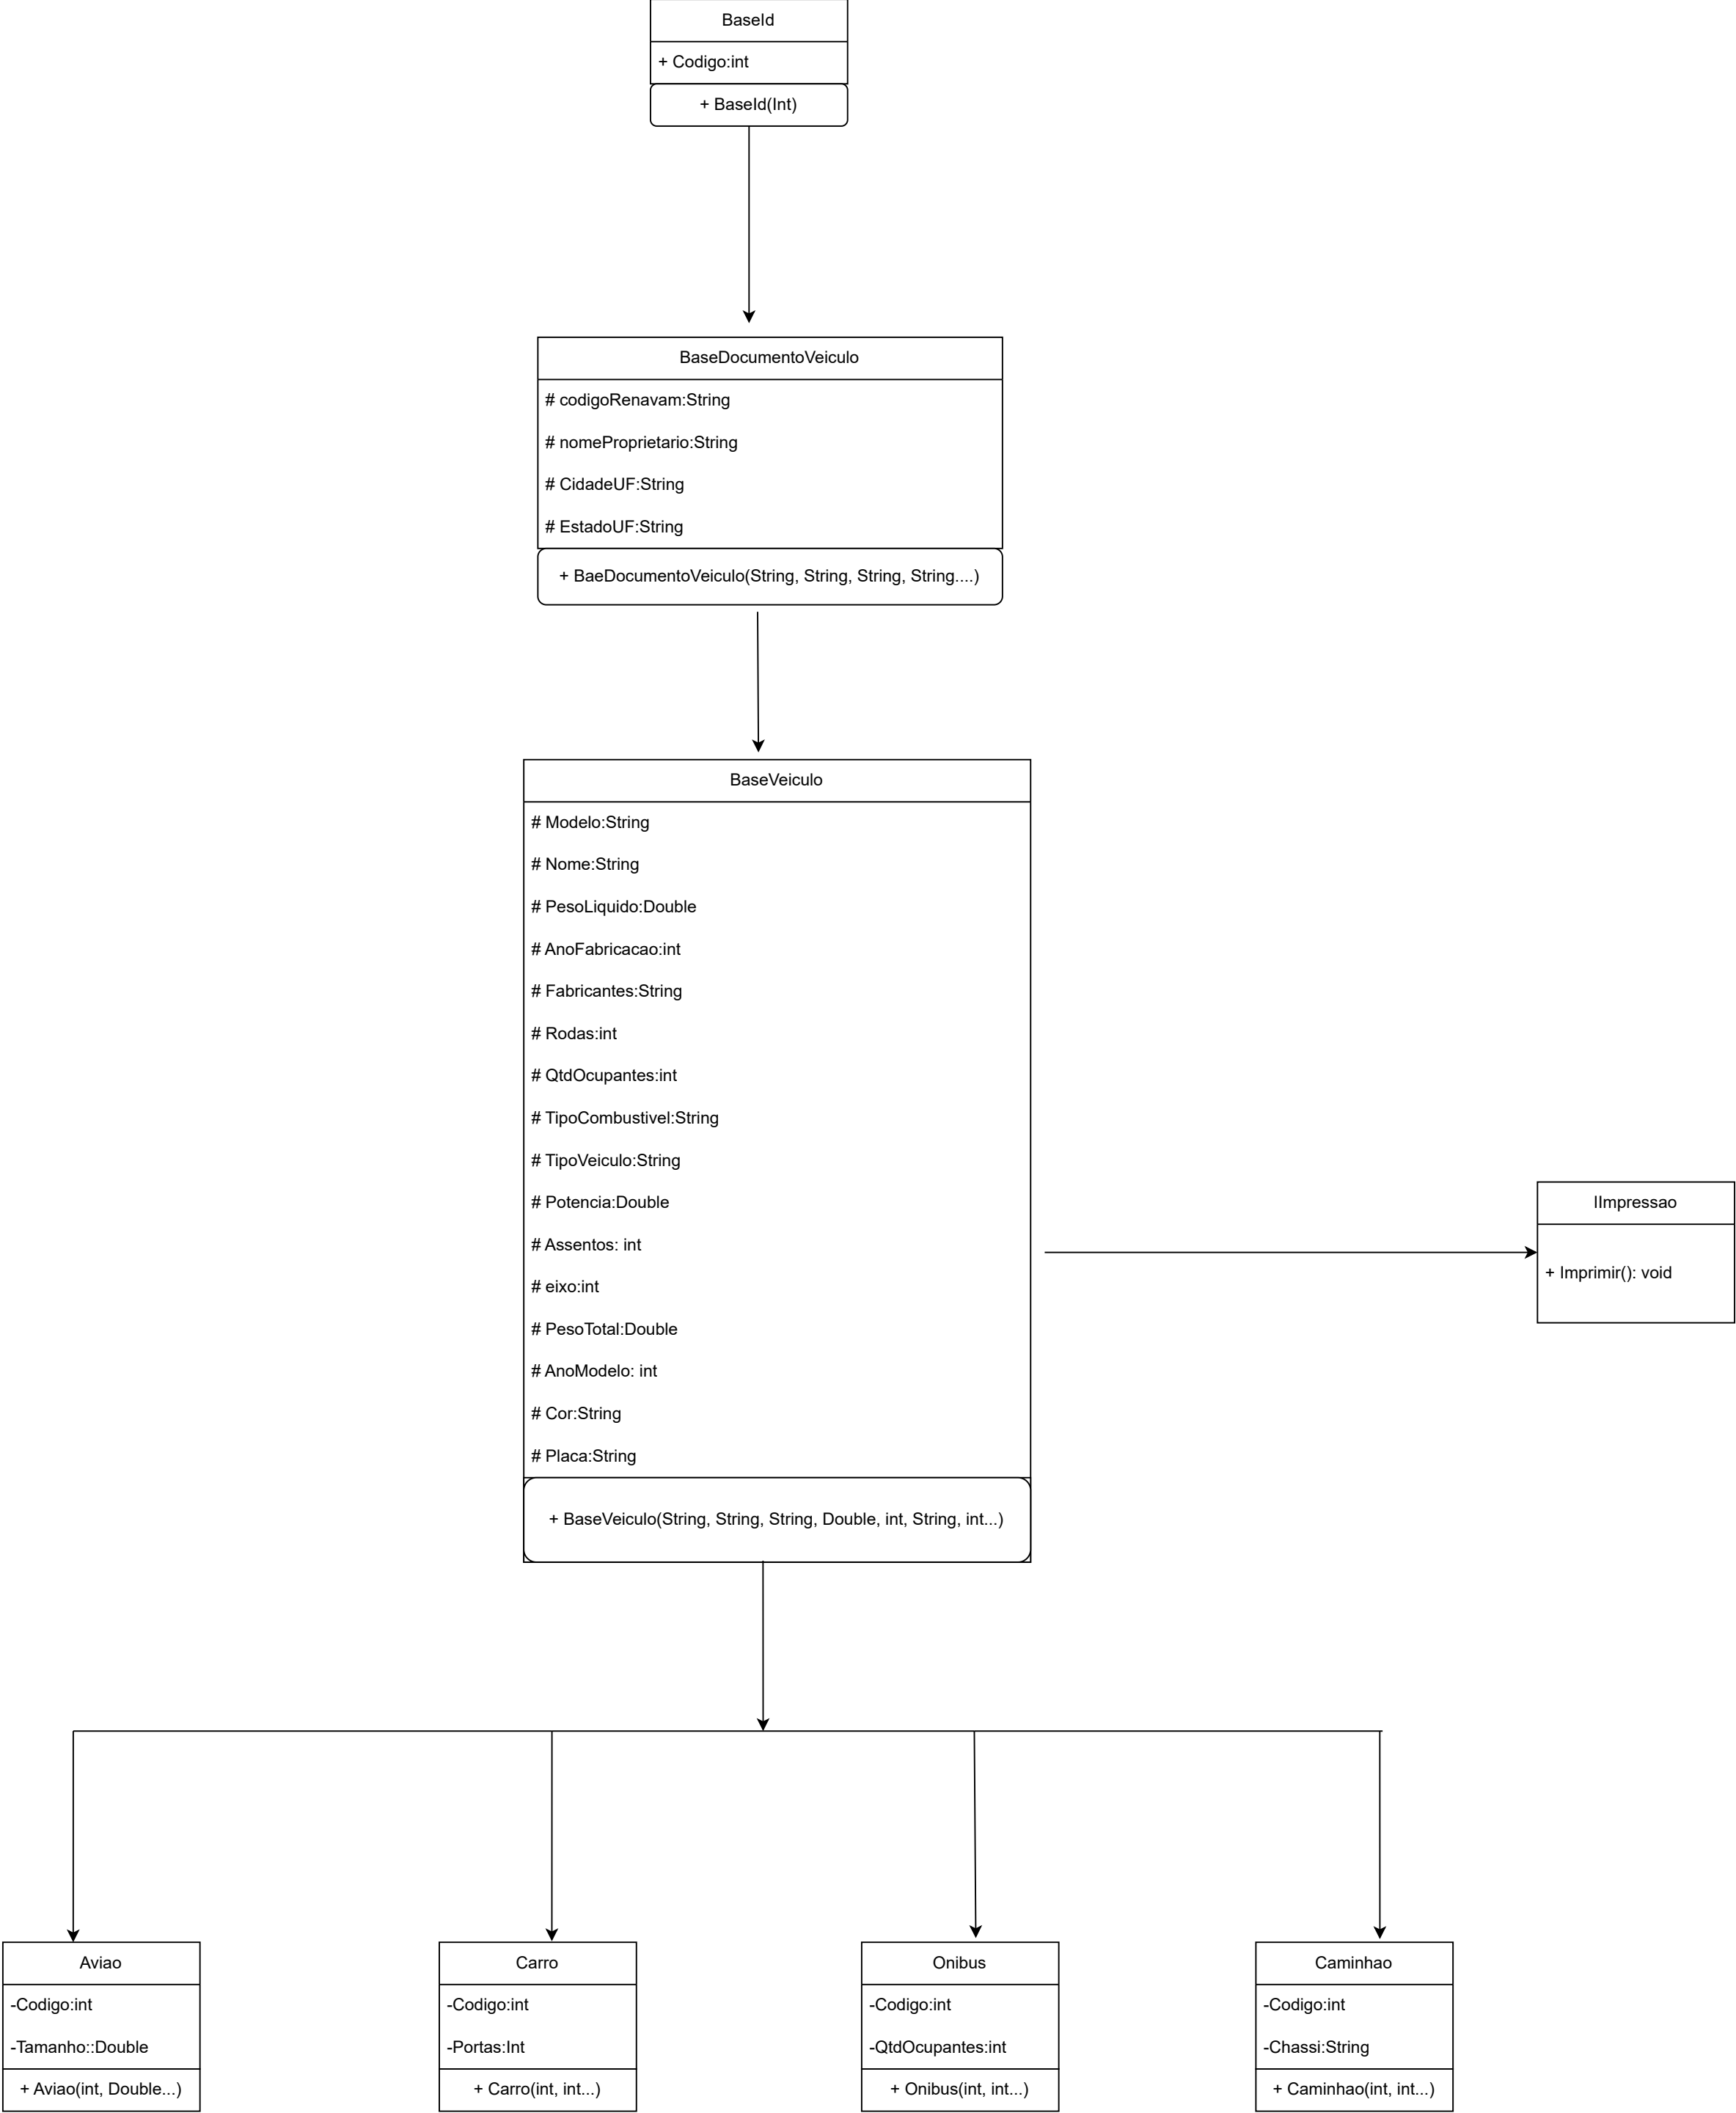 BaseId
+ Codigo:int
+ BaseId(Int)
BaseDocumentoVeiculo
# codigoRenavam:String
# nomeProprietario:String
# CidadeUF:String
# EstadoUF:String
+ BaeDocumentoVeiculo(String, String, String, String....)
BaseVeiculo
# Modelo:String
# Nome:String
# PesoLiquido:Double
# AnoFabricacao:int
# Fabricantes:String
# Rodas:int
# QtdOcupantes:int
# TipoCombustivel:String
# TipoVeiculo:String
# Potencia:Double
# Assentos: int
# eixo:int
# PesoTotal:Double
# AnoModelo: int
# Cor:String
# Placa:String
+ BaseVeiculo(String, String, String, Double, int, String, int...)
IImpressao
+ Imprimir(): void
Aviao
-Codigo:int
-Tamanho::Double
+ Aviao(int, Double...)
Carro
-Codigo:int
-Portas:Int
+ Carro(int, int...)
Onibus
-Codigo:int
-QtdOcupantes:int
+ Onibus(int, int...)
Caminhao
-Codigo:int
-Chassi:String
+ Caminhao(int, int...)